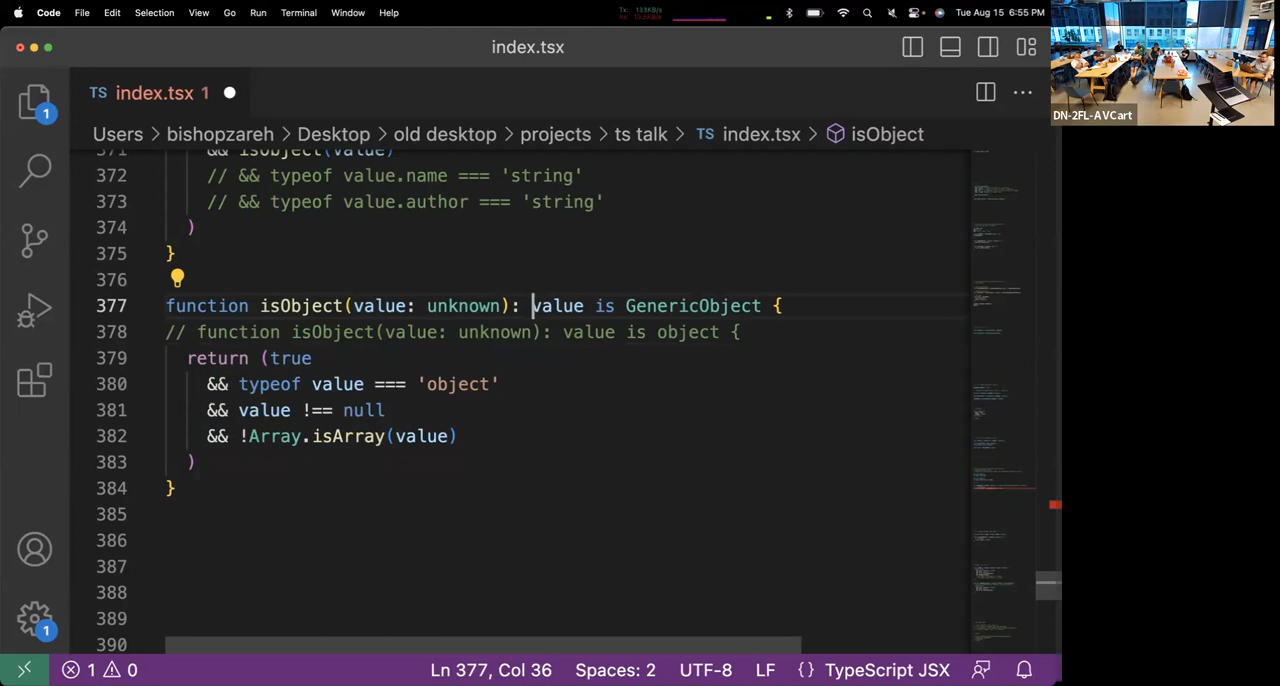 Code File Edit Selection View Go Run Terminal Window Help Tue Aug 15 6:55 PM
index.tsx
TS index.tsx 1
1
Users > bishopzareh > Desktop > old desktop > projects > ts talk > TS index.tsx > isObject
DN-2FL-AVCart
371 && isObject(value)
372 // && typeof value.name === 'string'
373 // && typeof value.author === 'string'
374 )
375 }
376
377 function isObject(value: unknown): value is GenericObject {
378 // function isObject(value: unknown): value is object {
379 return (true
380 && typeof value === 'object'
381 && value !== null
382 && !Array.isArray(value)
383 )
384 }
385
386
387
388
389
390
1
1 0 Ln 377, Col 36 Spaces: 2 UTF-8 LF {} TypeScript JSX